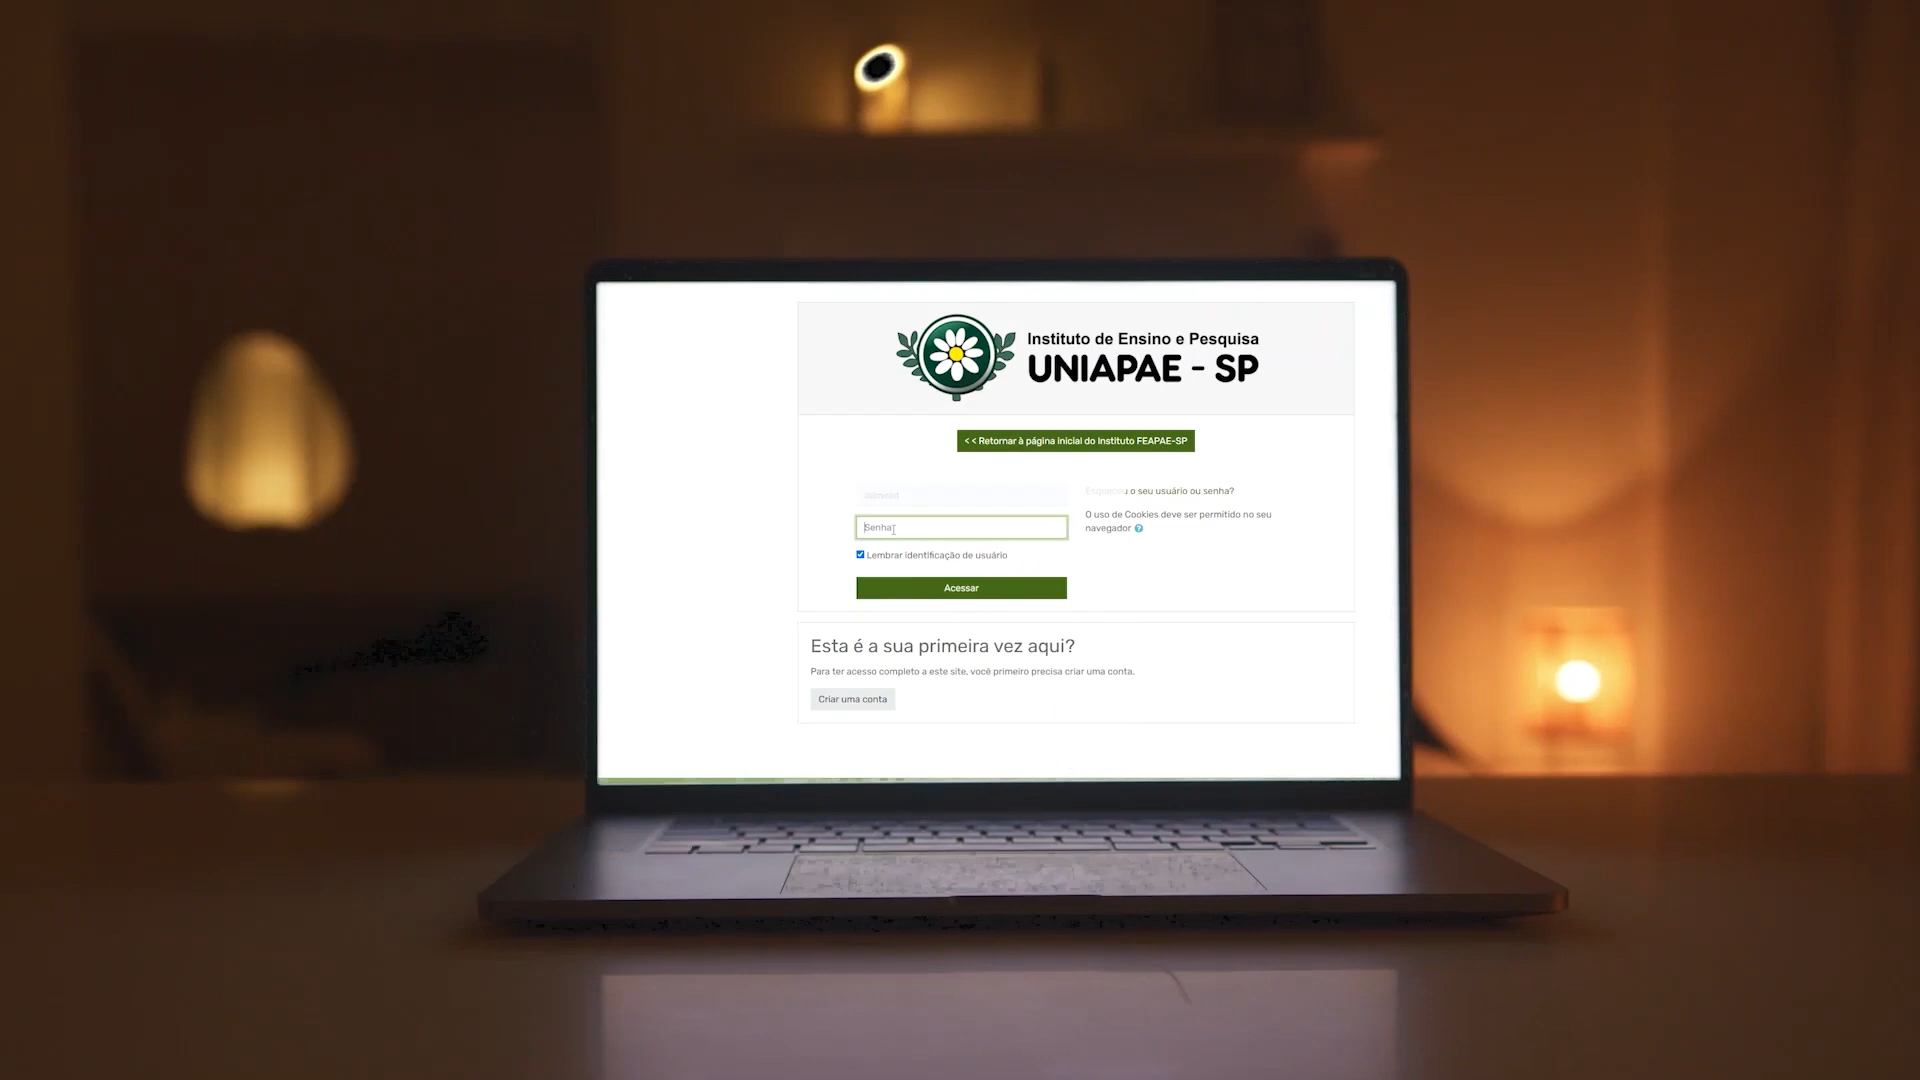 Instituto de Ensino e Pesquisa
UNIAPAE - SP
< < Retornar à página inicial do Instituto FEAPAE-SP
o seu usuário ou senha?
Senha
O uso de Cookies deve ser permitido no seu
navegador
Lembrar identificação de usuário
Acessar
Esta é a sua primeira vez aqui?
Para ter acesso completo a este site, você primeiro precisa criar uma conta.
Criar uma conta